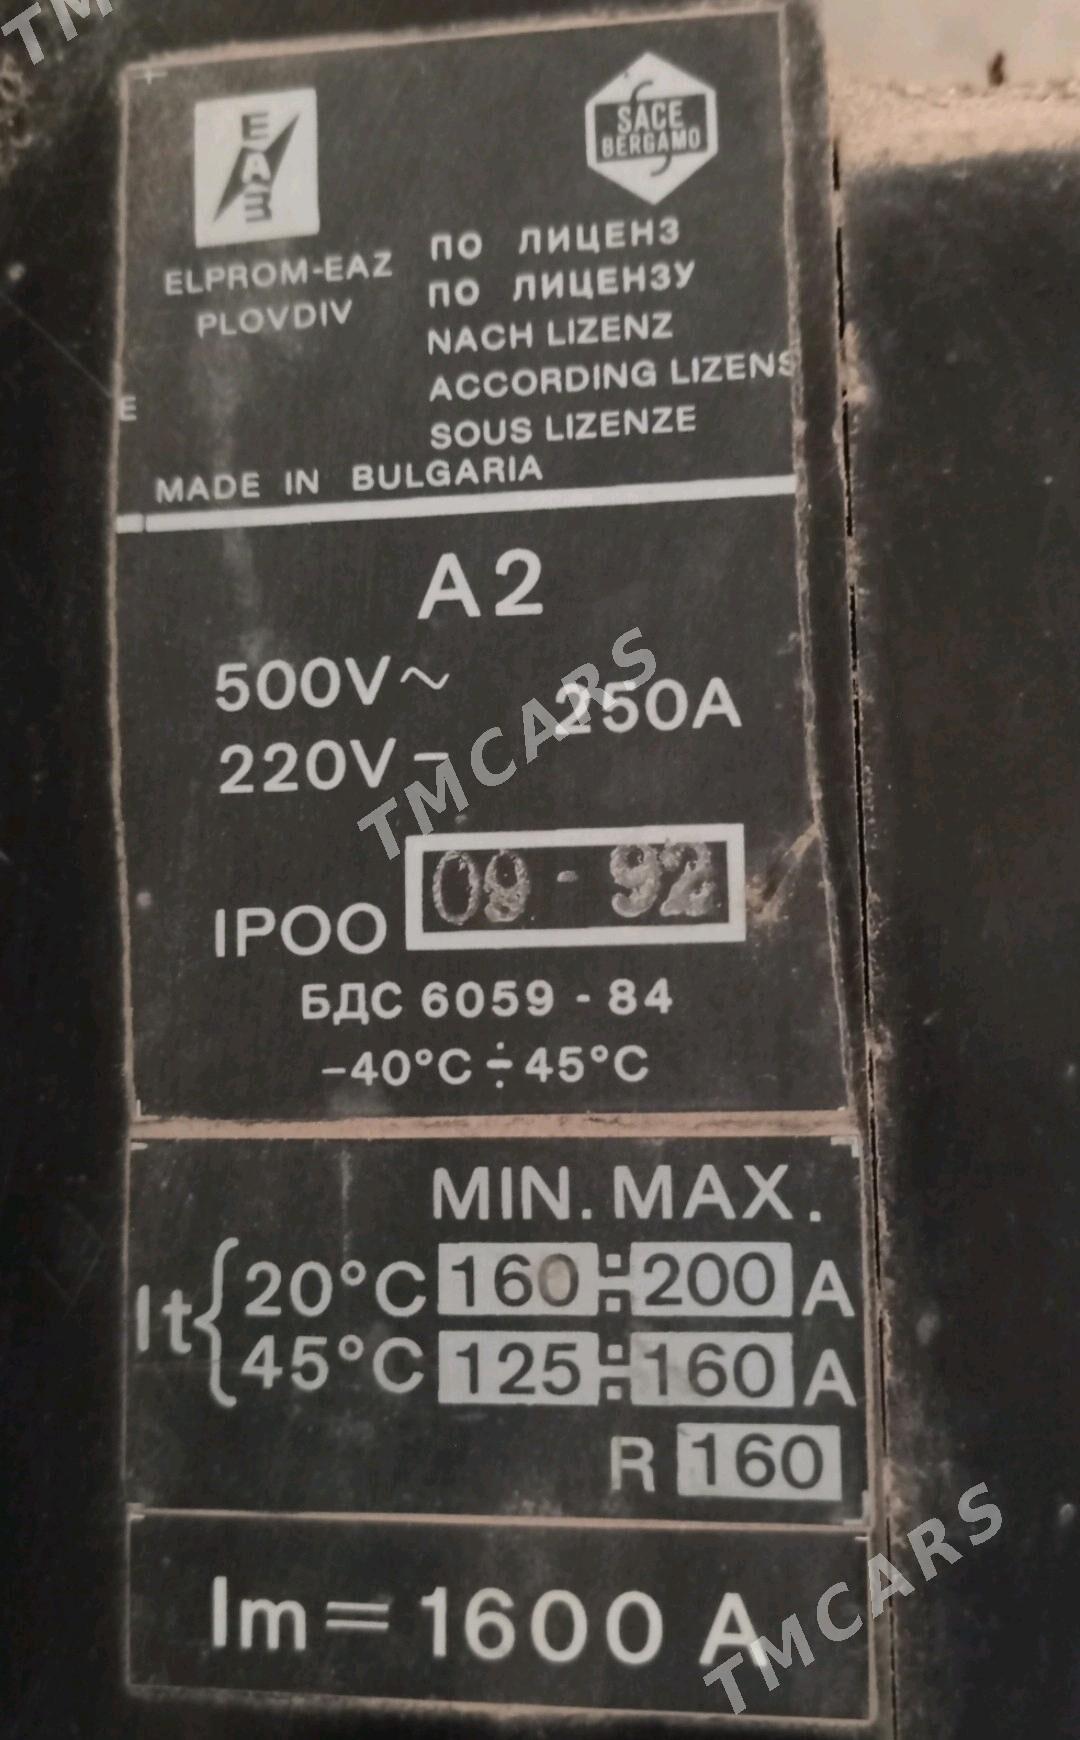 TM
EAZ
SACE
BERGAMO
ELPROM-EAZ
PLOVDIV
ПО ЛИЦЕНЗ
ПО ЛИЦЕНЗУ
NACH LIZENZ
ACCORDING LIZENS
SOUS LIZENZE
E
MADE IN BULGARIA
A2
500V~
220V-
250A
TMCARS
IPOO
09-92
БДС 6059-84
-40°C÷45°C
MIN. MAX.
It
20°C 160÷200 A
45°C 125÷160 A
R 160
Im=1600 A
TMCARS